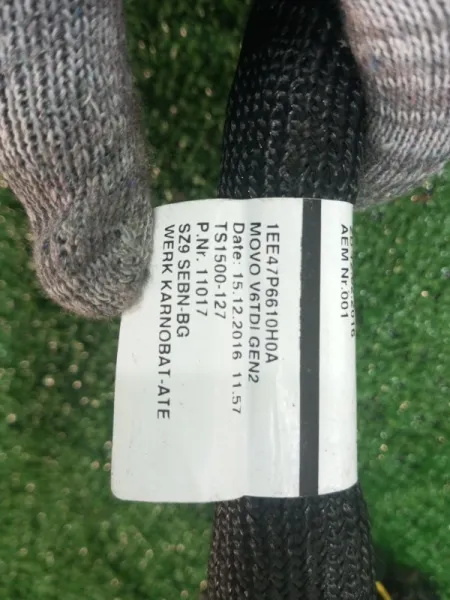 2016
AEM Nr.001
1EE47P6610H0A
MOVO V6TDI GEN2
Date: 15.12.2016 11.57
TS1500-127
P.Nr. 11017
SZ9 SEBN-BG
WERK KARNOBAT-ATE